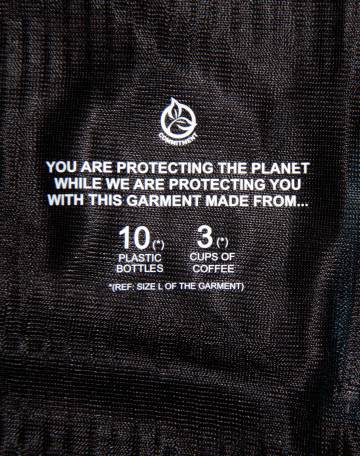 COMMITMENT
YOU ARE PROTECTING THE PLANET
WHILE WE ARE PROTECTING YOU
WITH THIS GARMENT MADE FROM...
10(*) 3(*)
PLASTIC CUPS OF
BOTTLES COFFEE
*(REF: SIZE L OF THE GARMENT)